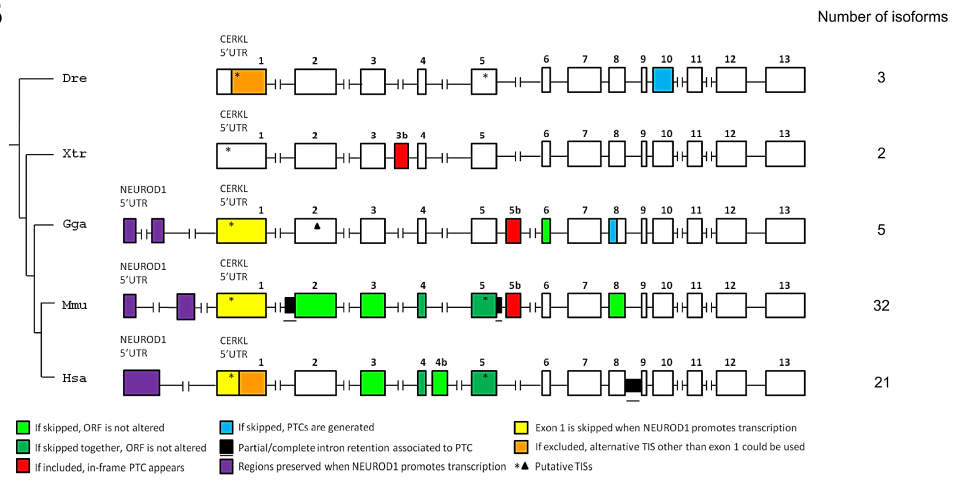 Number of isoforms
CERKL
5'UTR
1 2 3 4 5 6 7 8 9 10 11 12 13
Dre * * 3
CERKL
5'UTR
1 2 3 3b 4 5 6 7 8 9 10 11 12 13
Xtr * 2
NEUROD1 CERKL
5'UTR 5'UTR
1 2 3 4 5 5b 6 7 8 9 10 11 12 13
Gga * ▲ 5
NEUROD1 CERKL
5'UTR 5'UTR
1 2 3 4 5 5b 6 7 8 9 10 11 12 13
Mmu * * 32
NEUROD1 CERKL
5'UTR 5'UTR
1 2 3 4 4b 5 6 7 8 9 10 11 12 13
Hsa * * 21
If skipped, ORF is not altered
If skipped together, ORF is not altered
If included, in-frame PTC appears
If skipped, PTCs are generated
Partial/complete intron retention associated to PTC
Regions preserved when NEUROD1 promotes transcription
Exon 1 is skipped when NEUROD1 promotes transcription
If excluded, alternative TIS other than exon 1 could be used
*▲ Putative TISs